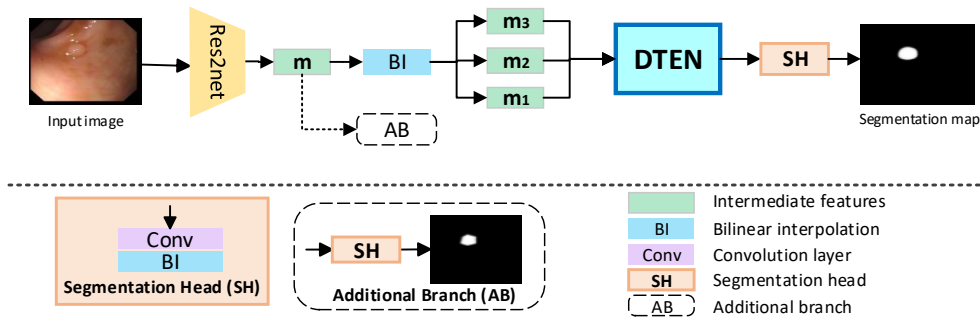 Input image
Res2net
m
BI
AB
m3
m2
m1
DTEN
SH
Segmentation map
Conv
BI
Segmentation Head (SH)
SH
Additional Branch (AB)
Intermediate features
BI Bilinear interpolation
Conv Convolution layer
SH Segmentation head
AB Additional branch